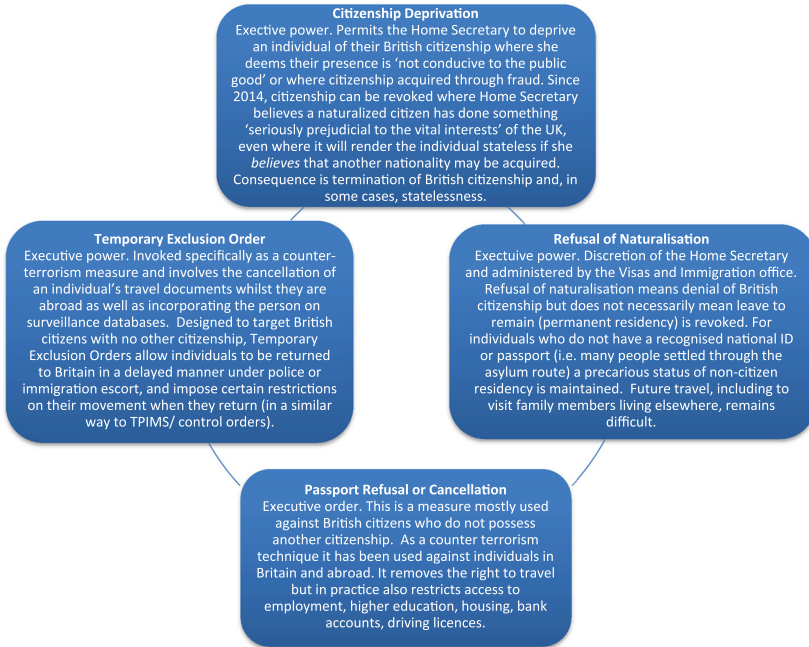 Citizenship Deprivation
Exective power. Permits the Home Secretary to deprive
an individual of their British citizenship where she
deems their presence is ‘not conducive to the public
good’ or where citizenship acquired through fraud. Since
2014, citizenship can be revoked where Home Secretary
believes a naturalized citizen has done something
‘seriously prejudicial to the vital interests’ of the UK,
even where it will render the individual stateless if she
believes that another nationality may be acquired.
Consequence is termination of British citizenship and, in
some cases, statelessness.
Temporary Exclusion Order
Executive power. Invoked specifically as a counter-
terrorism measure and involves the cancellation of
an individual’s travel documents whilst they are
abroad as well as incorporating the person on
surveillance databases.  Designed to target British
citizens with no other citizenship, Temporary
Exclusion Orders allow individuals to be returned
to Britain in a delayed manner under police or
immigration escort, and impose certain restrictions
on their movement when they return (in a similar
way to TPIMS/ control orders).
Refusal of Naturalisation
Exectuive power. Discretion of the Home Secretary
and administered by the Visas and Immigration office.
Refusal of naturalisation means denial of British
citizenship but does not necessarily mean leave to
remain (permanent residency) is revoked. For
individuals who do not have a recognised national ID
or passport (i.e. many people settled through the
asylum route) a precarious status of non-citizen
residency is maintained.  Future travel, including to
visit family members living elsewhere, remains
difficult.
Passport Refusal or Cancellation
Executive order. This is a measure mostly used
against British citizens who do not possess
another citizenship.  As a counter terrorism
technique it has been used against individuals in
Britain and abroad. It removes the right to travel
but in practice also restricts access to
employment, higher education, housing, bank
accounts, driving licences.